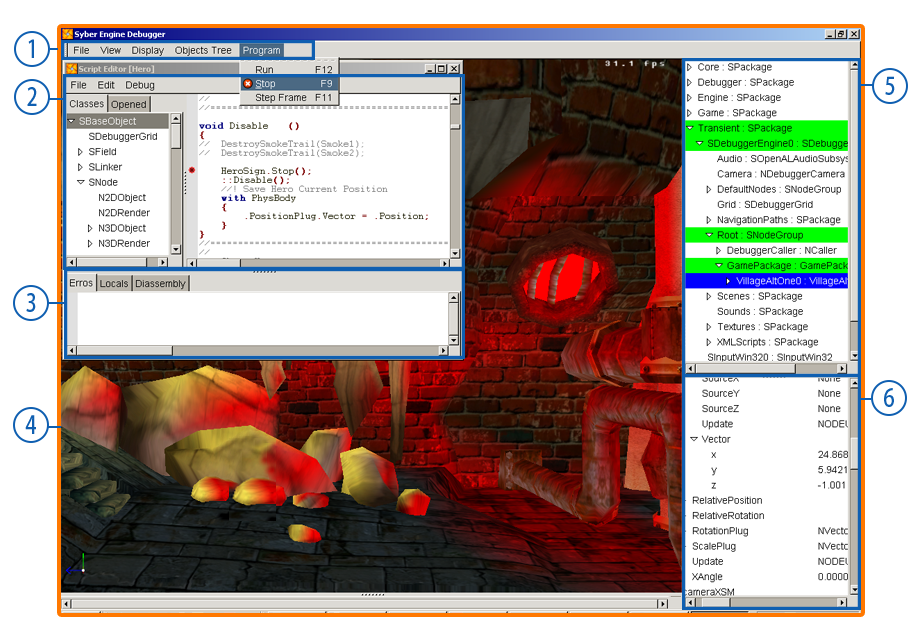 Syber Engine Debugger
File View Display Objects Tree Program
1
Script Editor [Hero]
File Edit Debug
Run F12
Stop F9
Step Frame F11
31.1 fps
2
Classes Opened
SBaseObject
SDebuggerGrid
SField
SLinker
SNode
N2DObject
N2DRender
N3DObject
N3DRender
//
//
void Disable ()
{
// DestroySmokeTrail(Smoke1);
// DestroySmokeTrail(Smoke2);
HeroSign.Stop();
::Disable();
//! Save Hero Current Position
with PhysBody
{
.PositionPlug.Vector = .Position;
}
}
//
//
3
Erros Locals Diassembly
4
5
Core : SPackage
Debugger : SPackage
Engine : SPackage
Game : SPackage
Transient : SPackage
SDebuggerEngine0 : SDebugge
Audio : SOpenALAudioSubsys
Camera : NDebuggerCamera
DefaultNodes : SNodeGroup
Grid : SDebuggerGrid
NavigationPaths : SPackage
Root : SNodeGroup
DebuggerCaller : NCaller
GamePackage : GamePack
VillageAltOne0 : VillageAl
Scenes : SPackage
Sounds : SPackage
Textures : SPackage
XMLScripts : SPackage
SInputWin320 : SInputWin32
6
SourceX None
SourceY None
SourceZ None
Update NODEU
Vector
x 24.868
y 5.9421
z -1.001
RelativePosition
RelativeRotation
RotationPlug NVecto
ScalePlug NVecto
Update NODEU
XAngle 0.0000
cameraXSM